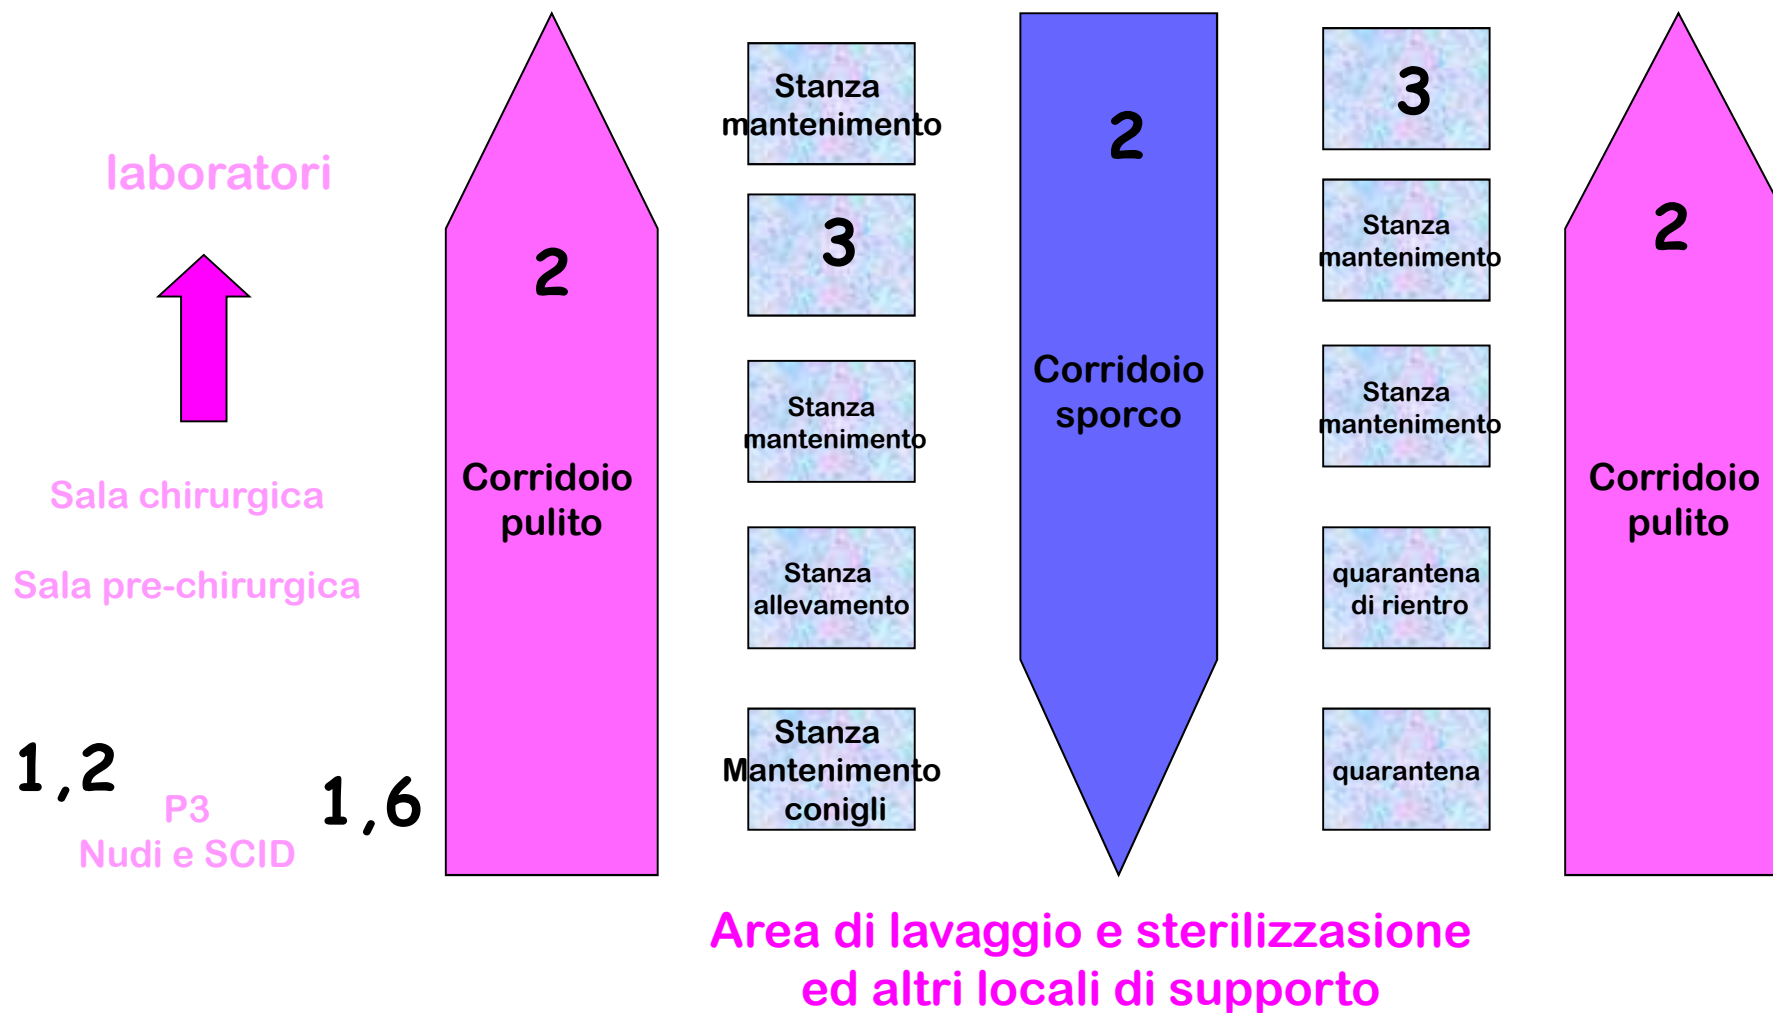 laboratori
Sala chirurgica
Sala pre-chirurgica
1,2
P3
Nudi e SCID
1,6
2
Corridoio
pulito
Stanza
mantenimento
3
Stanza
mantenimento
Stanza
allevamento
Stanza
Mantenimento
conigli
2
Corridoio
sporco
3
Stanza
mantenimento
Stanza
mantenimento
quarantena
di rientro
quarantena
2
Corridoio
pulito
Area di lavaggio e sterilizzasione
ed altri locali di supporto